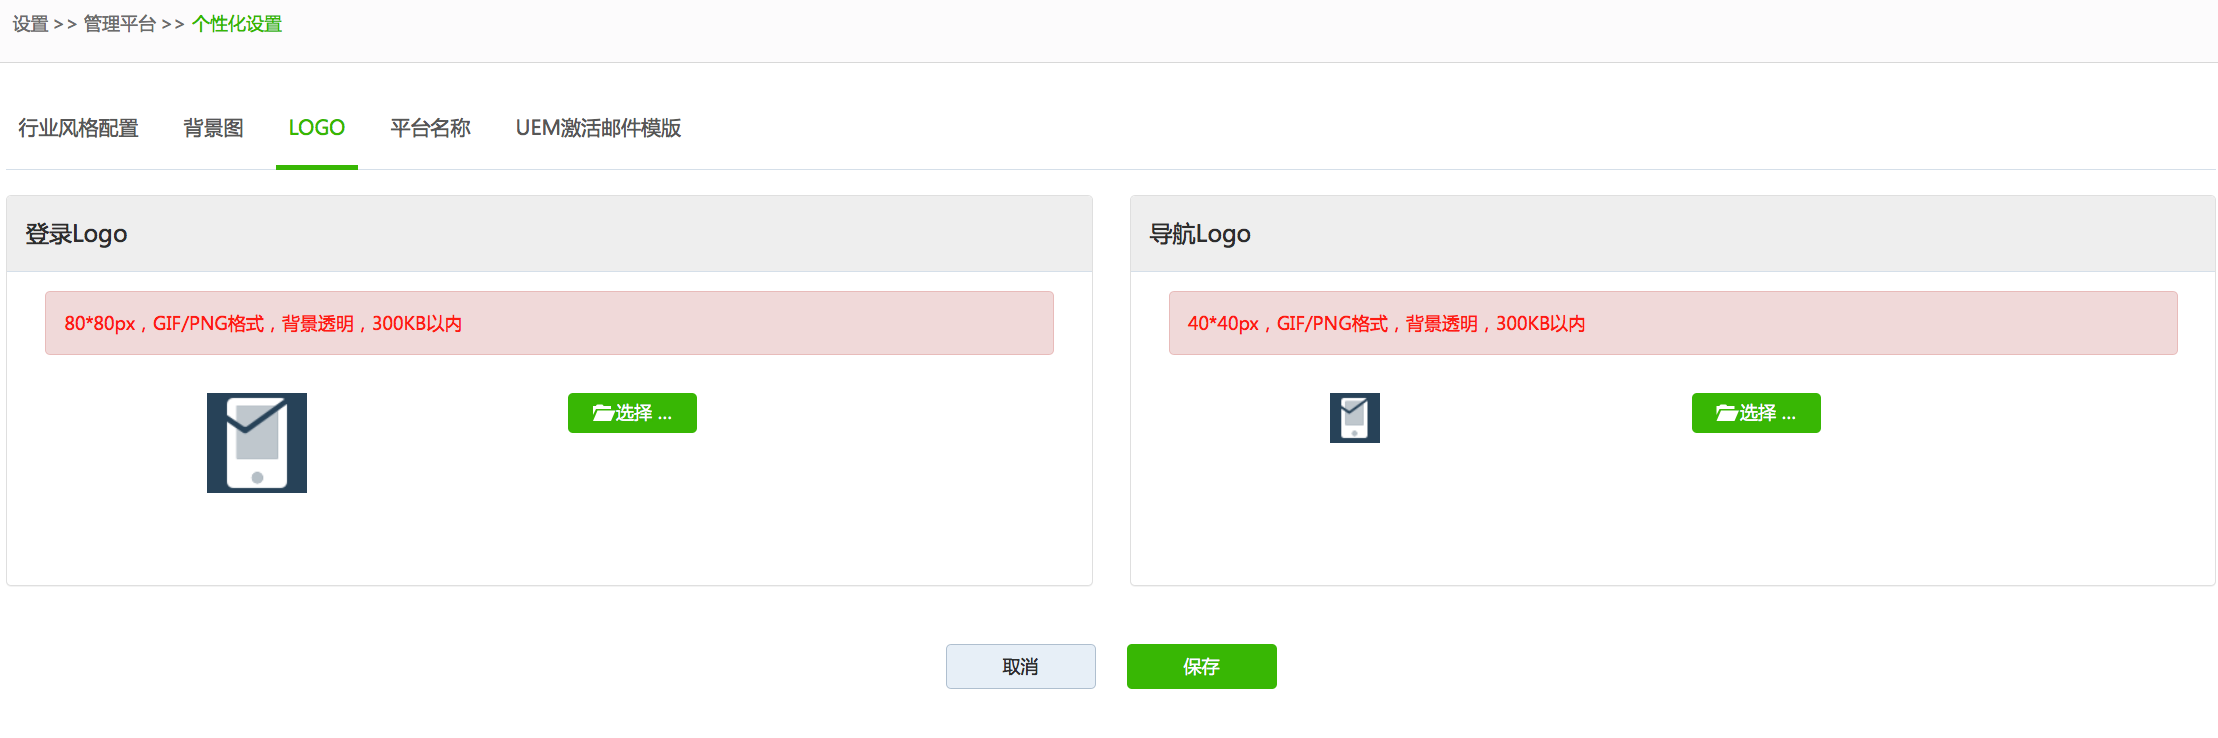 设置 >> 管理平台 >> 个性化设置
行业风格配置 背景图 LOGO 平台名称 UEM激活邮件模版
登录Logo
80*80px，GIF/PNG格式，背景透明，300KB以内
选择 ...
导航Logo
40*40px，GIF/PNG格式，背景透明，300KB以内
选择 ...
取消 保存